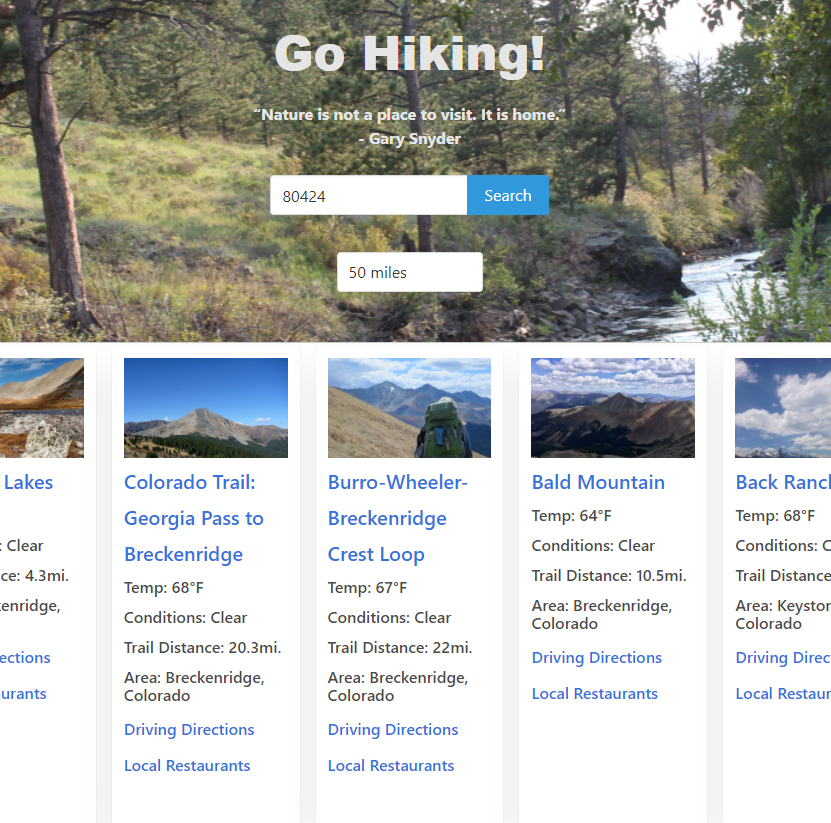 Go Hiking!
“Nature is not a place to visit. It is home.”
- Gary Snyder
80424
Search
50 miles
Lakes
: Clear
ce: 4.3mi.
enridge,
ections
urants
Colorado Trail:
Georgia Pass to
Breckenridge
Temp: 68°F
Conditions: Clear
Trail Distance: 20.3mi.
Area: Breckenridge,
Colorado
Driving Directions
Local Restaurants
Burro-Wheeler-
Breckenridge
Crest Loop
Temp: 67°F
Conditions: Clear
Trail Distance: 22mi.
Area: Breckenridge,
Colorado
Driving Directions
Local Restaurants
Bald Mountain
Temp: 64°F
Conditions: Clear
Trail Distance: 10.5mi.
Area: Breckenridge,
Colorado
Driving Directions
Local Restaurants
Back Ranch
Temp: 68°F
Conditions: C
Trail Distance
Area: Keystor
Colorado
Driving Direc
Local Restaur